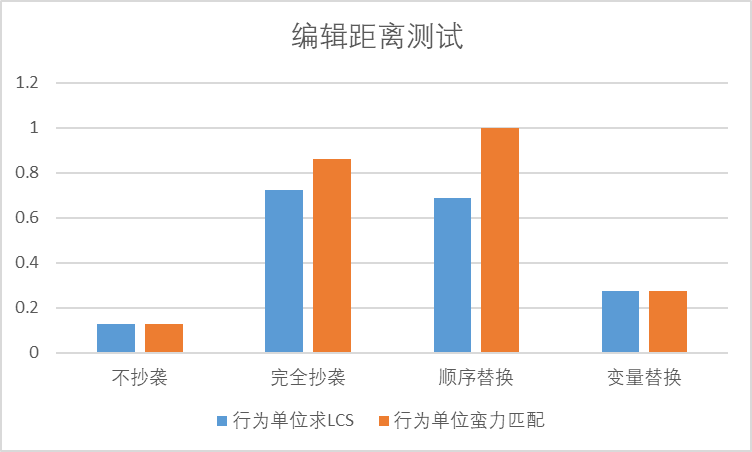 编辑距离测试
1.2
1
0.8
0.6
0.4
0.2
0
不抄袭
完全抄袭
顺序替换
变量替换
行为单位求LCS
行为单位蛮力匹配